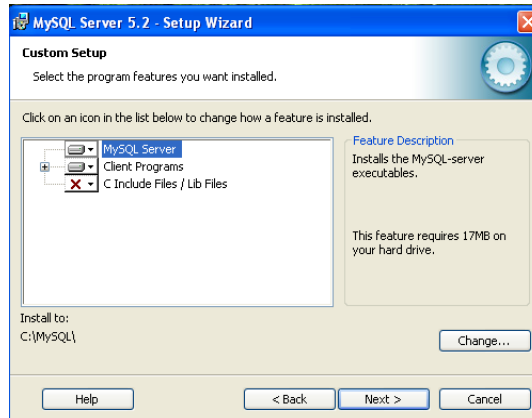 MySQL Server 5.2 - Setup Wizard
Custom Setup
Select the program features you want installed.
Click on an icon in the list below to change how a feature is installed.
MySQL Server
Client Programs
C Include Files / Lib Files
Feature Description
Installs the MySQL-server
executables.
This feature requires 17MB on
your hard drive.
Install to:
C:\MySQL\
Change...
Help
< Back
Next >
Cancel